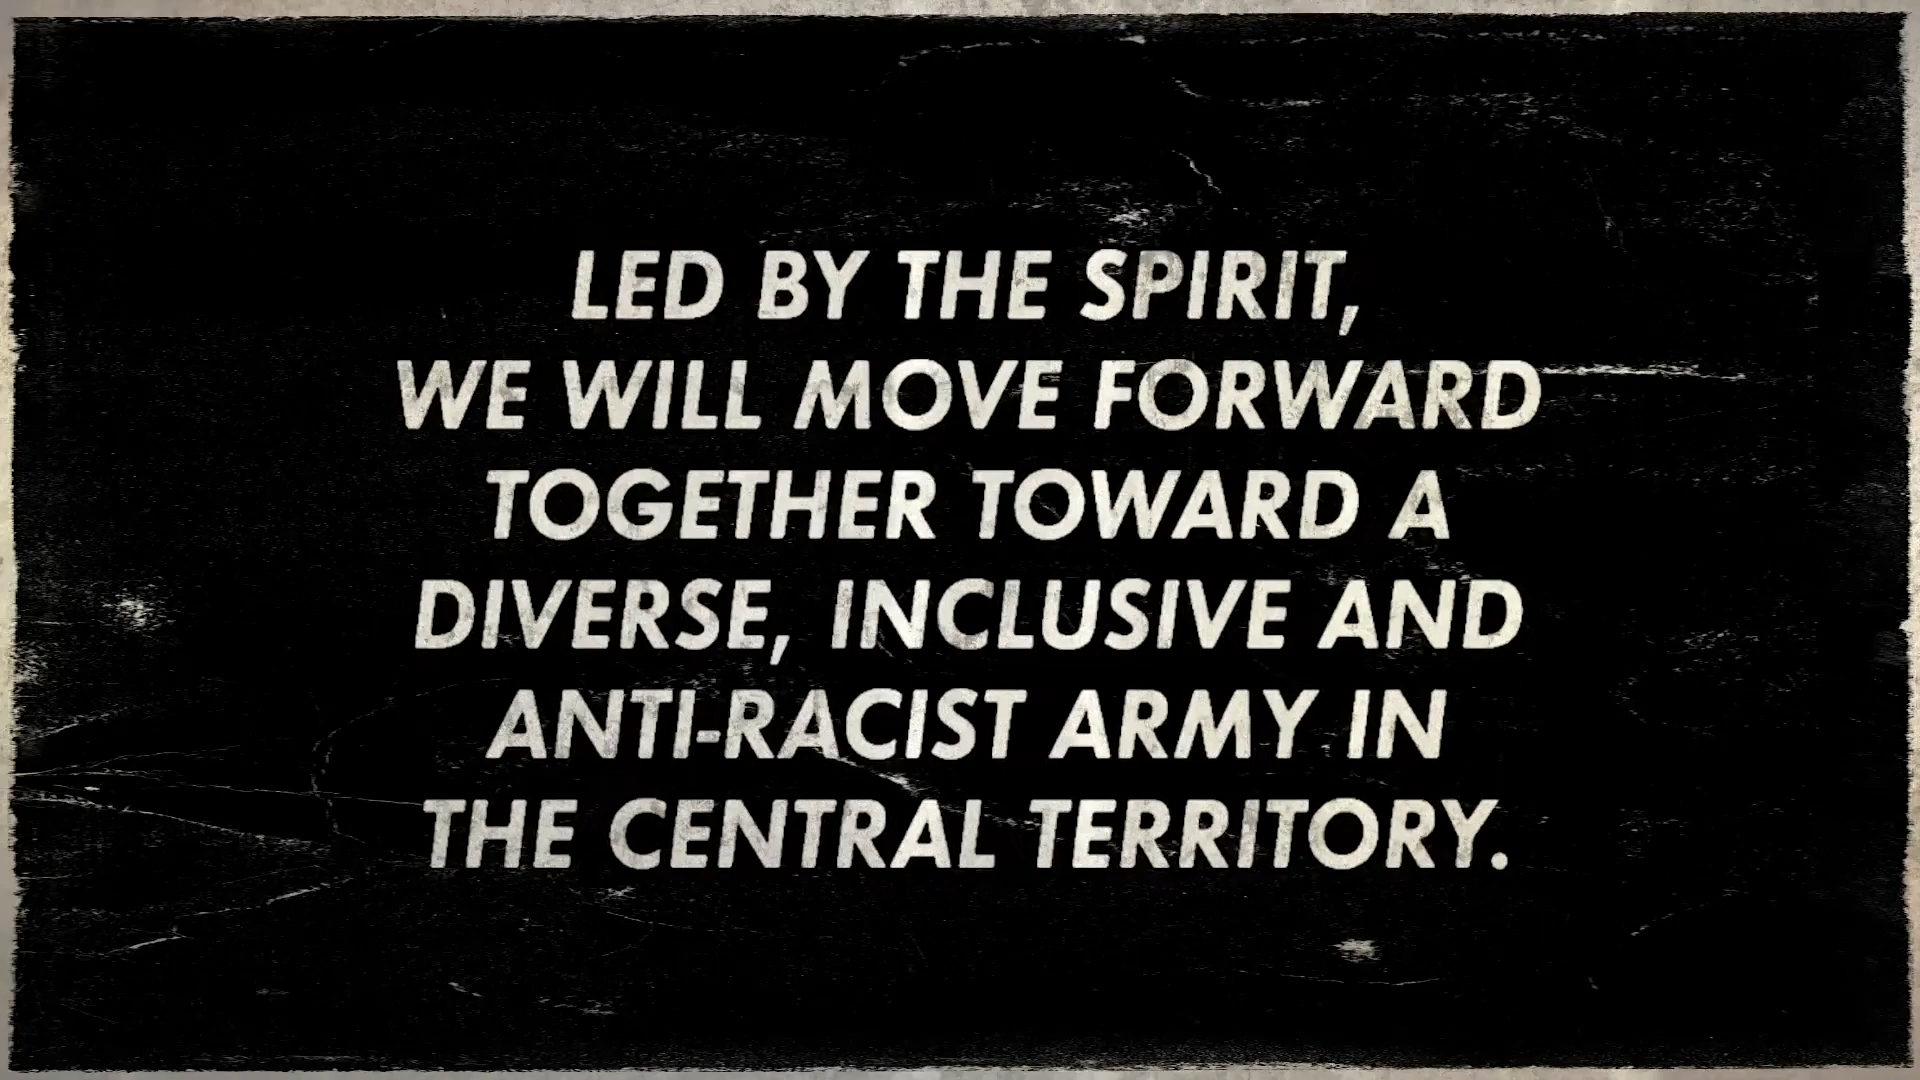 LED BY THE SPIRIT,
WE WILL MOVE FORWARD
TOGETHER TOWARD A
DIVERSE, INCLUSIVE AND
ANTI-RACIST ARMY IN
THE CENTRAL TERRITORY.